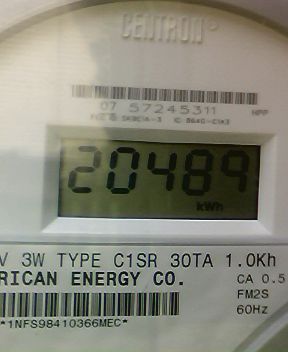 CENTRON®
07 57245311 HPP
20489
kWh
V 3W TYPE C1SR 30TA 1.0Kh
RICAN ENERGY CO. CA 0.5
FM2S
60Hz
*1NFS98410366MEC*